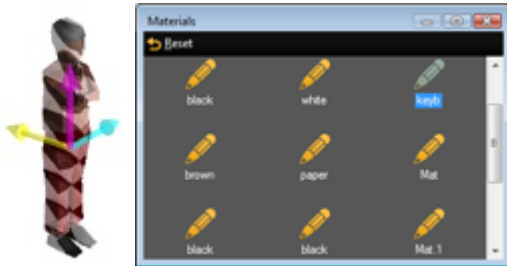 Materials
Reset
black white keyb
brown paper Mat
black black Mat.1